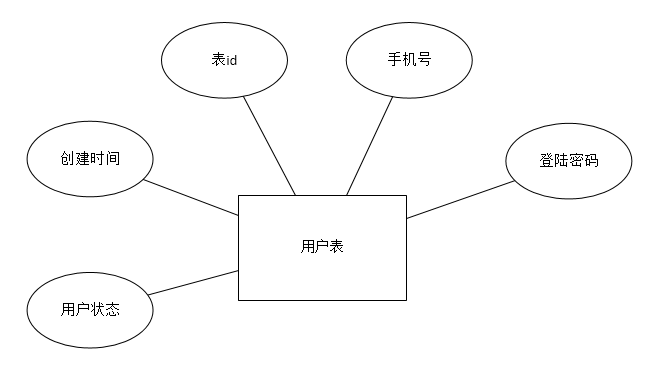 表id
手机号
创建时间
登陆密码
用户表
用户状态